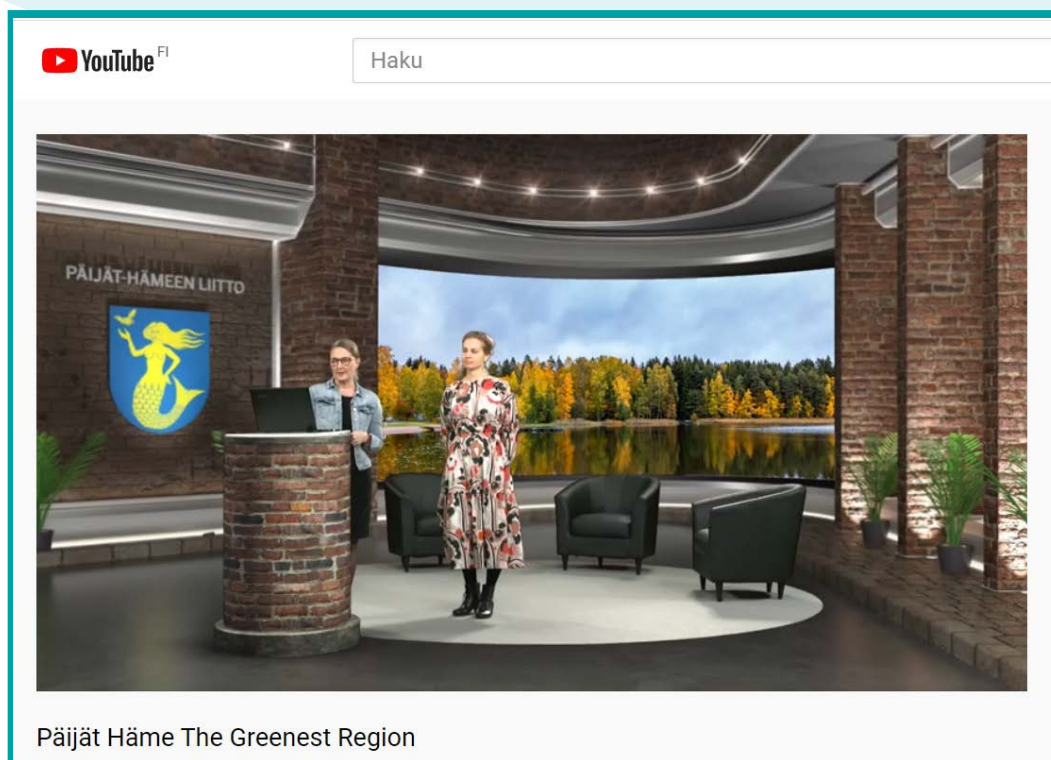 YouTube FI
Haku
PÄIJÄT-HÄMEEN LIITTO
Päijät Häme The Greenest Region